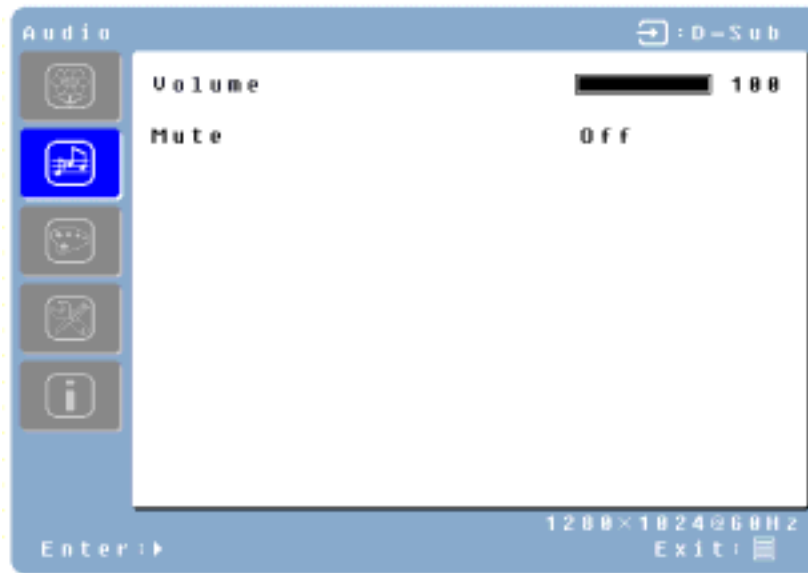 Audio :D-Sub
Volume 100
Mute Off
1280×1024@60Hz
Enter: Exit: